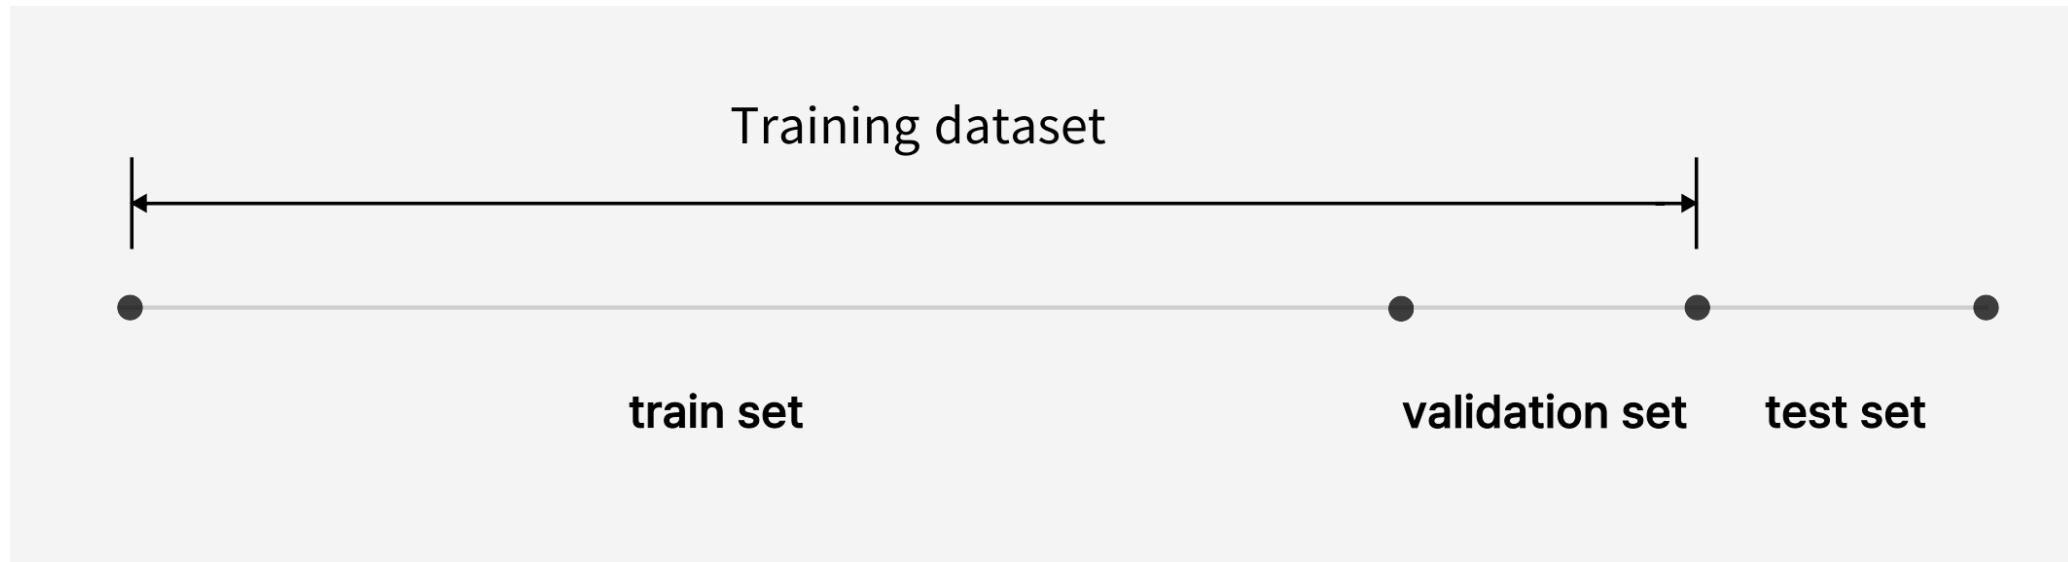 Training dataset
train set
validation set
test set